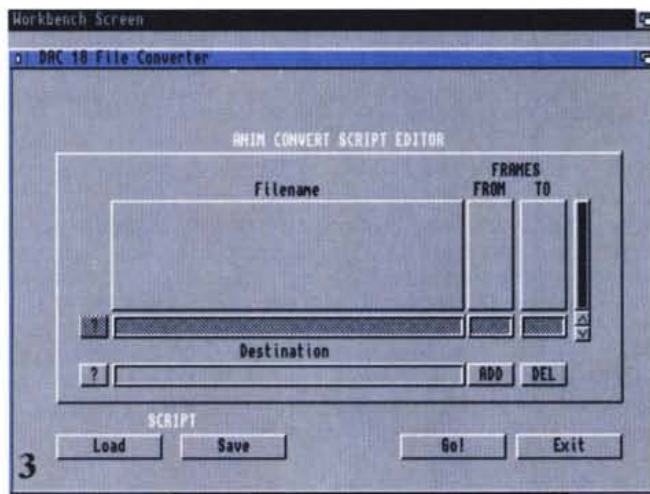 Workbench Screen
DAC 18 File Converter
ANIM CONVERT SCRIPT EDITOR
FRAMES
Filename FROM TO
?
Destination
? ADD DEL
SCRIPT
Load Save Go! Exit
3